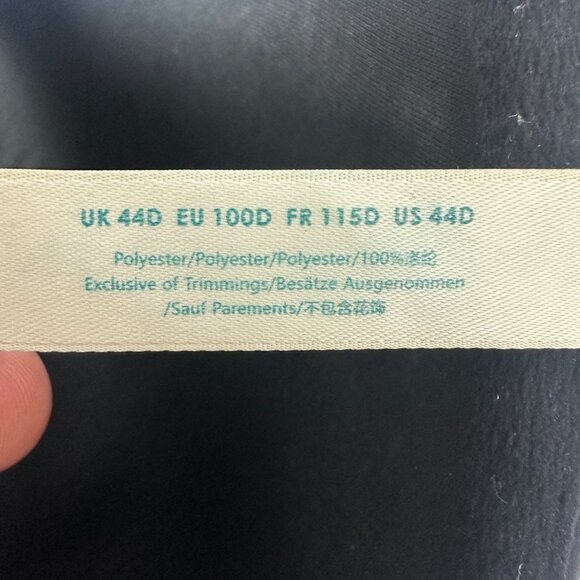 UK 44D EU 100D FR 115D US 44D
Polyester/Polyester/Polyester/100%涤纶
Exclusive of Trimmings/Besätze Ausgenommen
/Sauf Parements/不包含花饰